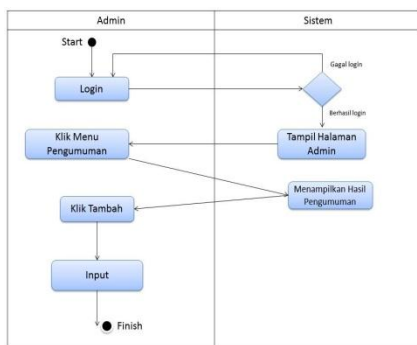 Admin
Sistem
Start
Gagal login
Login
Berhasil login
Klik Menu
Pengumuman
Tampil Halaman
Admin
Menampilkan Hasil
Pengumuman
Klik Tambah
Input
Finish